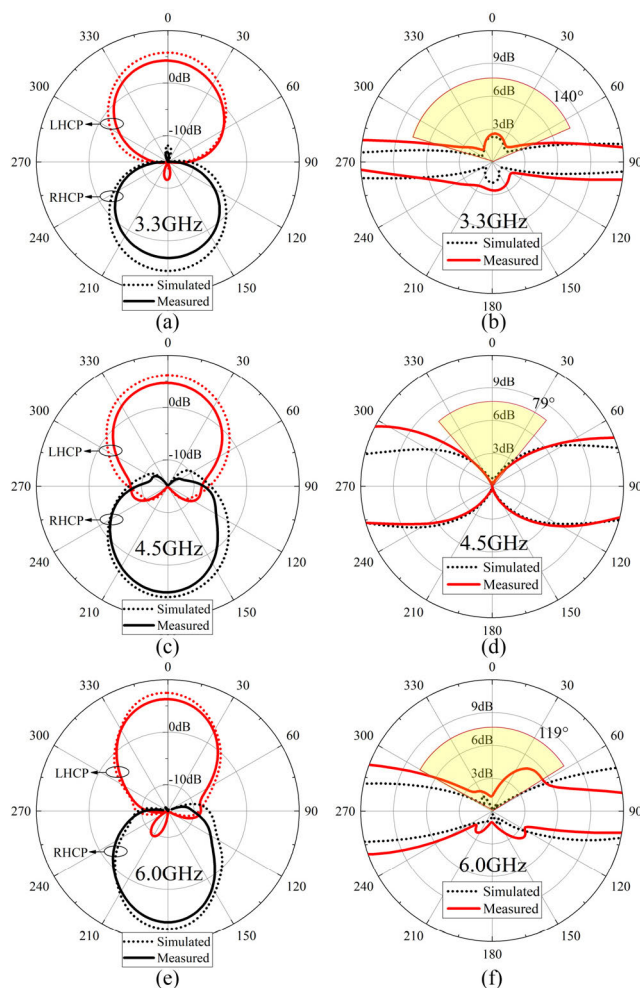 0
330 30
300 60
270 90
240 120
210 150
0dB
-10dB
LHCP
RHCP
3.3GHz
Simulated
Measured
(a)
0
330 30
300 60
270 90
240 120
210 150
180
9dB
6dB
3dB
140°
3.3GHz
Simulated
Measured
(b)
0
330 30
300 60
270 90
240 120
210 150
0dB
-10dB
LHCP
RHCP
4.5GHz
Simulated
Measured
(c)
0
330 30
300 60
270 90
240 120
210 150
180
9dB
6dB
3dB
79°
4.5GHz
Simulated
Measured
(d)
0
330 30
300 60
270 90
240 120
210 150
0dB
-10dB
LHCP
RHCP
6.0GHz
Simulated
Measured
(e)
0
330 30
300 60
270 90
240 120
210 150
180
9dB
6dB
3dB
119°
6.0GHz
Simulated
Measured
(f)